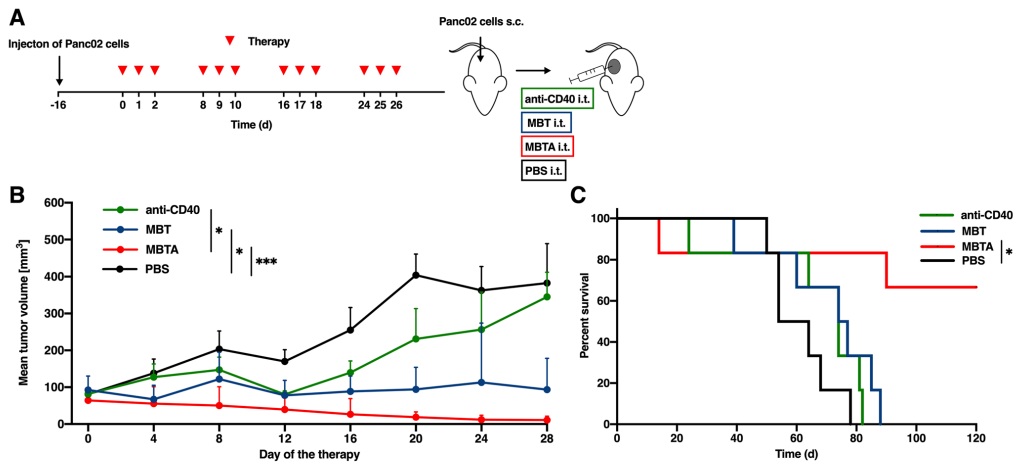 A
Injecton of Panc02 cells
Therapy
-16
0 1 2 8 9 10 16 17 18 24 25 26
Time (d)
Panc02 cells s.c.
anti-CD40 i.t.
MBT i.t.
MBTA i.t.
PBS i.t.
B
Mean tumor volume [mm³]
600
500
400
300
200
100
0
anti-CD40
MBT
MBTA
PBS
*
*
***
0 4 8 12 16 20 24 28
Day of the therapy
C
Percent survival
100
80
60
40
20
0
anti-CD40
MBT
MBTA
PBS
*
0 20 40 60 80 100 120
Time (d)